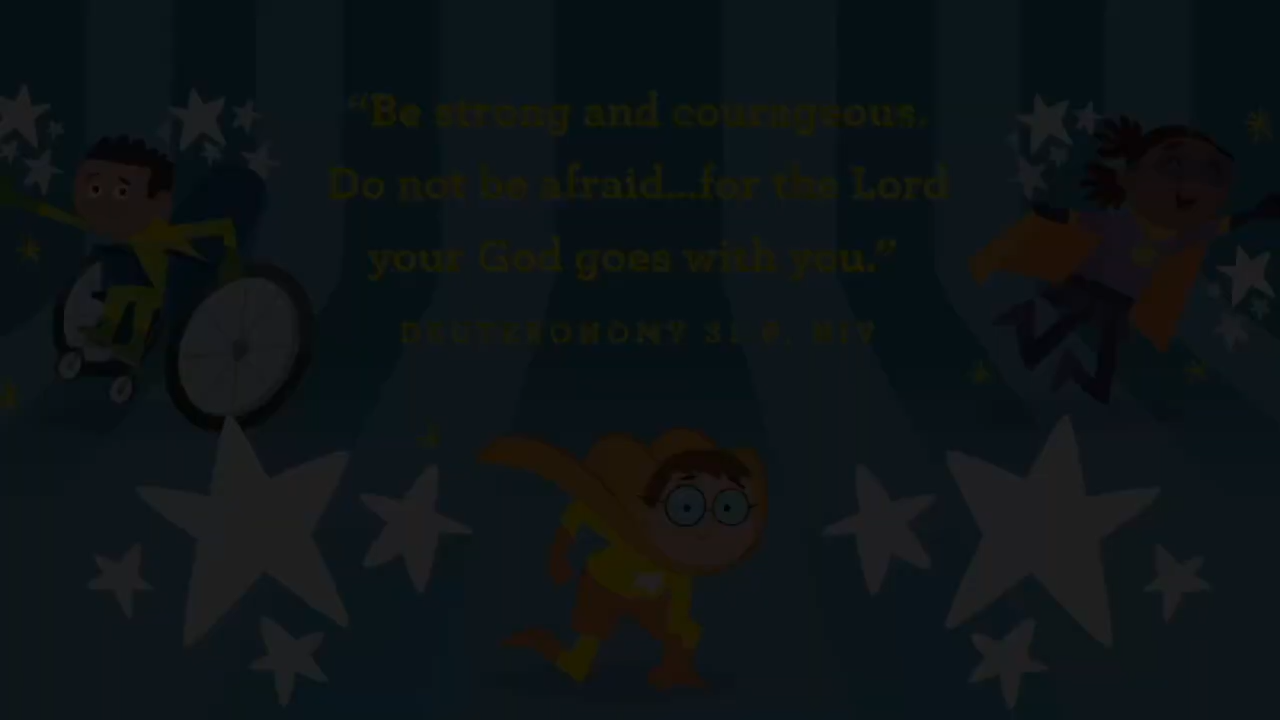 “Be strong and courageous.
Do not be afraid...for the Lord
your God goes with you.”
DEUTERONOMY 31:6, NIV